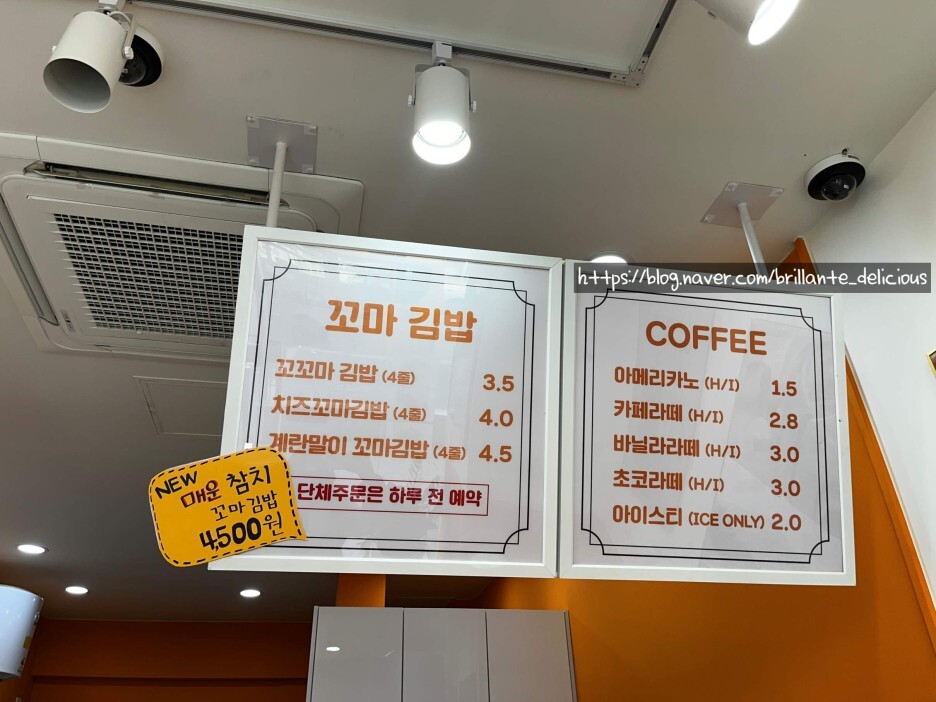 https://blog.naver.com/brillante_delicious
꼬마 김밥
꼬꼬마 김밥 (4줄) 3.5
치즈꼬마김밥 (4줄) 4.0
계란말이 꼬마김밥 (4줄) 4.5
단체주문은 하루 전 예약
NEW
매운 참치
꼬마김밥
4,500원
COFFEE
아메리카노 (H/I) 1.5
카페라떼 (H/I) 2.8
바닐라라떼 (H/I) 3.0
초코라떼 (H/I) 3.0
아이스티 (ICE ONLY) 2.0